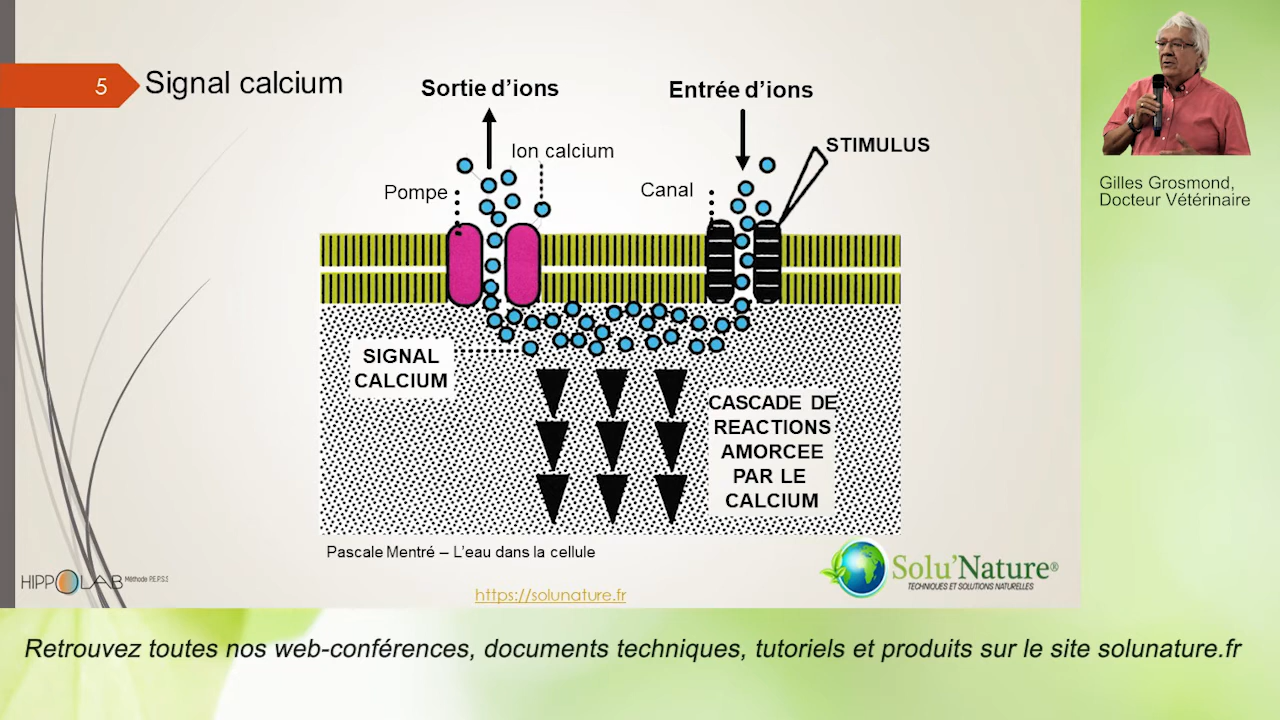 5
Signal calcium
Sortie d'ions
Entrée d'ions
Ion calcium
STIMULUS
Pompe
Canal
SIGNAL
CALCIUM
CASCADE DE
REACTIONS
AMORCEE
PAR LE
CALCIUM
Pascale Mentré – L'eau dans la cellule
HIPPOLAB Méthode P.E.P.S.S
https://solunature.fr
Solu'Nature®
TECHNIQUES ET SOLUTIONS NATURELLES
Gilles Grosmond,
Docteur Vétérinaire
Retrouvez toutes nos web-conférences, documents techniques, tutoriels et produits sur le site solunature.fr